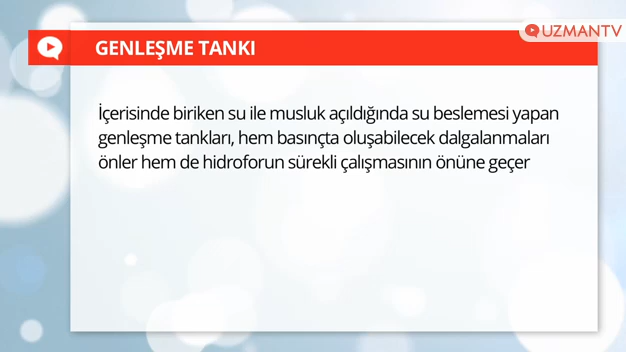 UZMANTV
GENLEŞME TANKI
İçerisinde biriken su ile musluk açıldığında su beslemesi yapan
genleşme tankları, hem basınçta oluşabilecek dalgalanmaları
önler hem de hidroforun sürekli çalışmasının önüne geçer